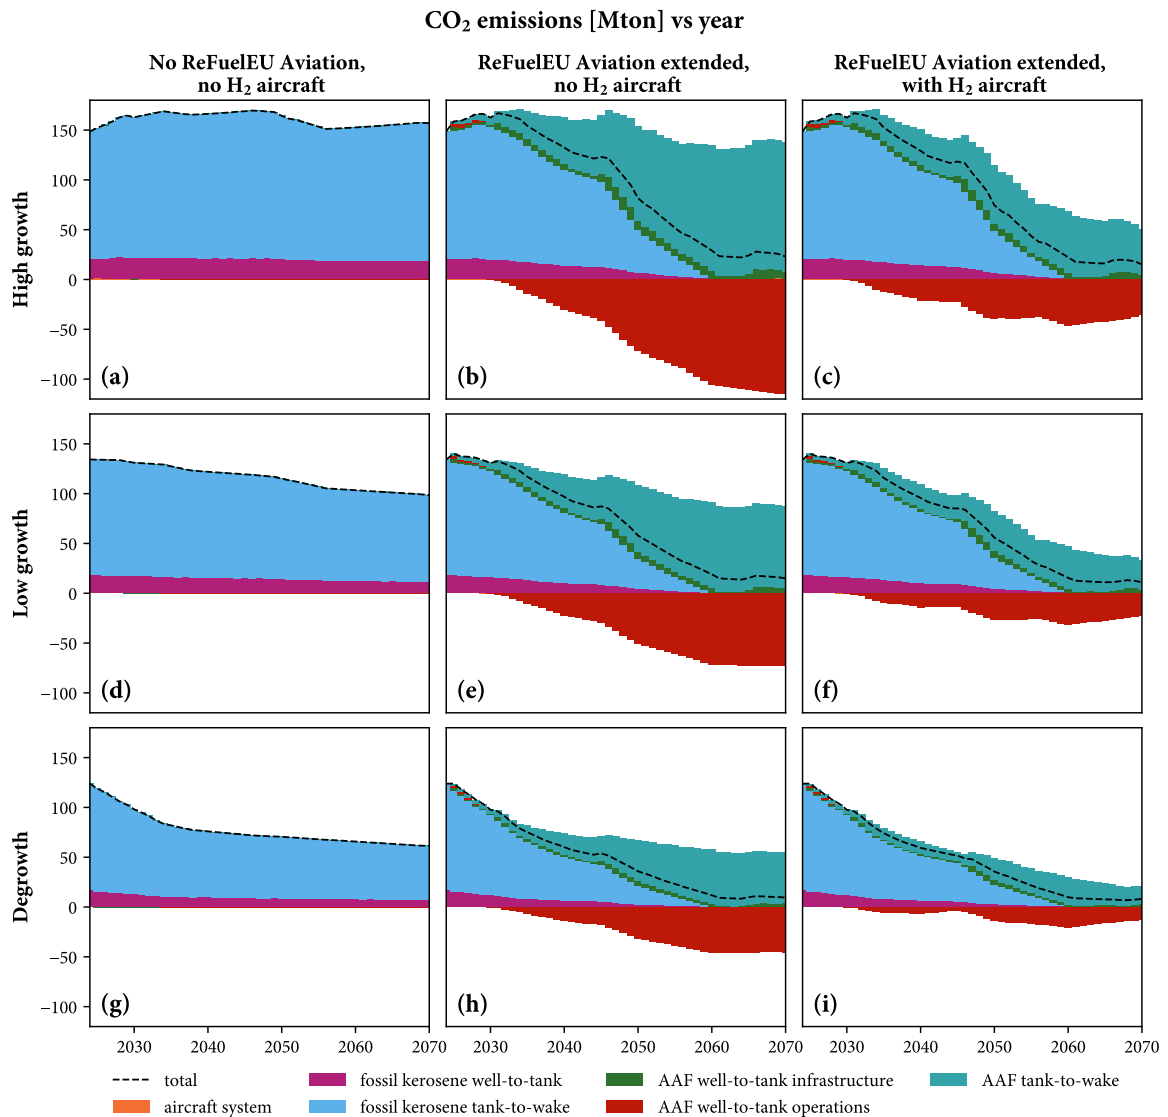 CO₂ emissions [Mton] vs year
No ReFuelEU Aviation,
no H₂ aircraft
ReFuelEU Aviation extended,
no H₂ aircraft
ReFuelEU Aviation extended,
with H₂ aircraft
High growth
150
100
50
0
−50
−100
(a)
(b)
(c)
Low growth
150
100
50
0
−50
−100
(d)
(e)
(f)
Degrowth
150
100
50
0
−50
−100
(g)
(h)
(i)
2030 2040 2050 2060 2070
2030 2040 2050 2060 2070
2030 2040 2050 2060 2070
total
fossil kerosene well-to-tank
AAF well-to-tank infrastructure
AAF tank-to-wake
aircraft system
fossil kerosene tank-to-wake
AAF well-to-tank operations